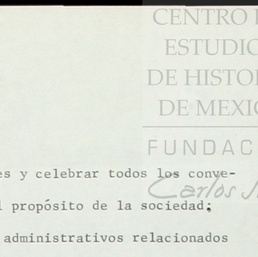 CENTRO
ESTUDIO
DE HISTOR
DE MEXIC
FUNDAC
Carlos
es y celebrar todos los conve-
l propósito de la sociedad;
administrativos relacionados